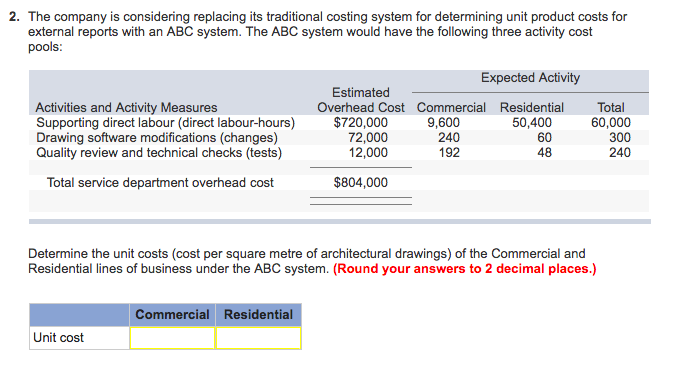 2. The company is considering replacing its traditional costing system for determining unit product costs for
external reports with an ABC system. The ABC system would have the following three activity cost
pools:
Expected Activity
Estimated
Activities and Activity Measures Overhead Cost Commercial Residential Total
Supporting direct labour (direct labour-hours) $720,000 9,600 50,400 60,000
Drawing software modifications (changes) 72,000 240 60 300
Quality review and technical checks (tests) 12,000 192 48 240
Total service department overhead cost $804,000
Determine the unit costs (cost per square metre of architectural drawings) of the Commercial and
Residential lines of business under the ABC system. (Round your answers to 2 decimal places.)
Commercial Residential
Unit cost